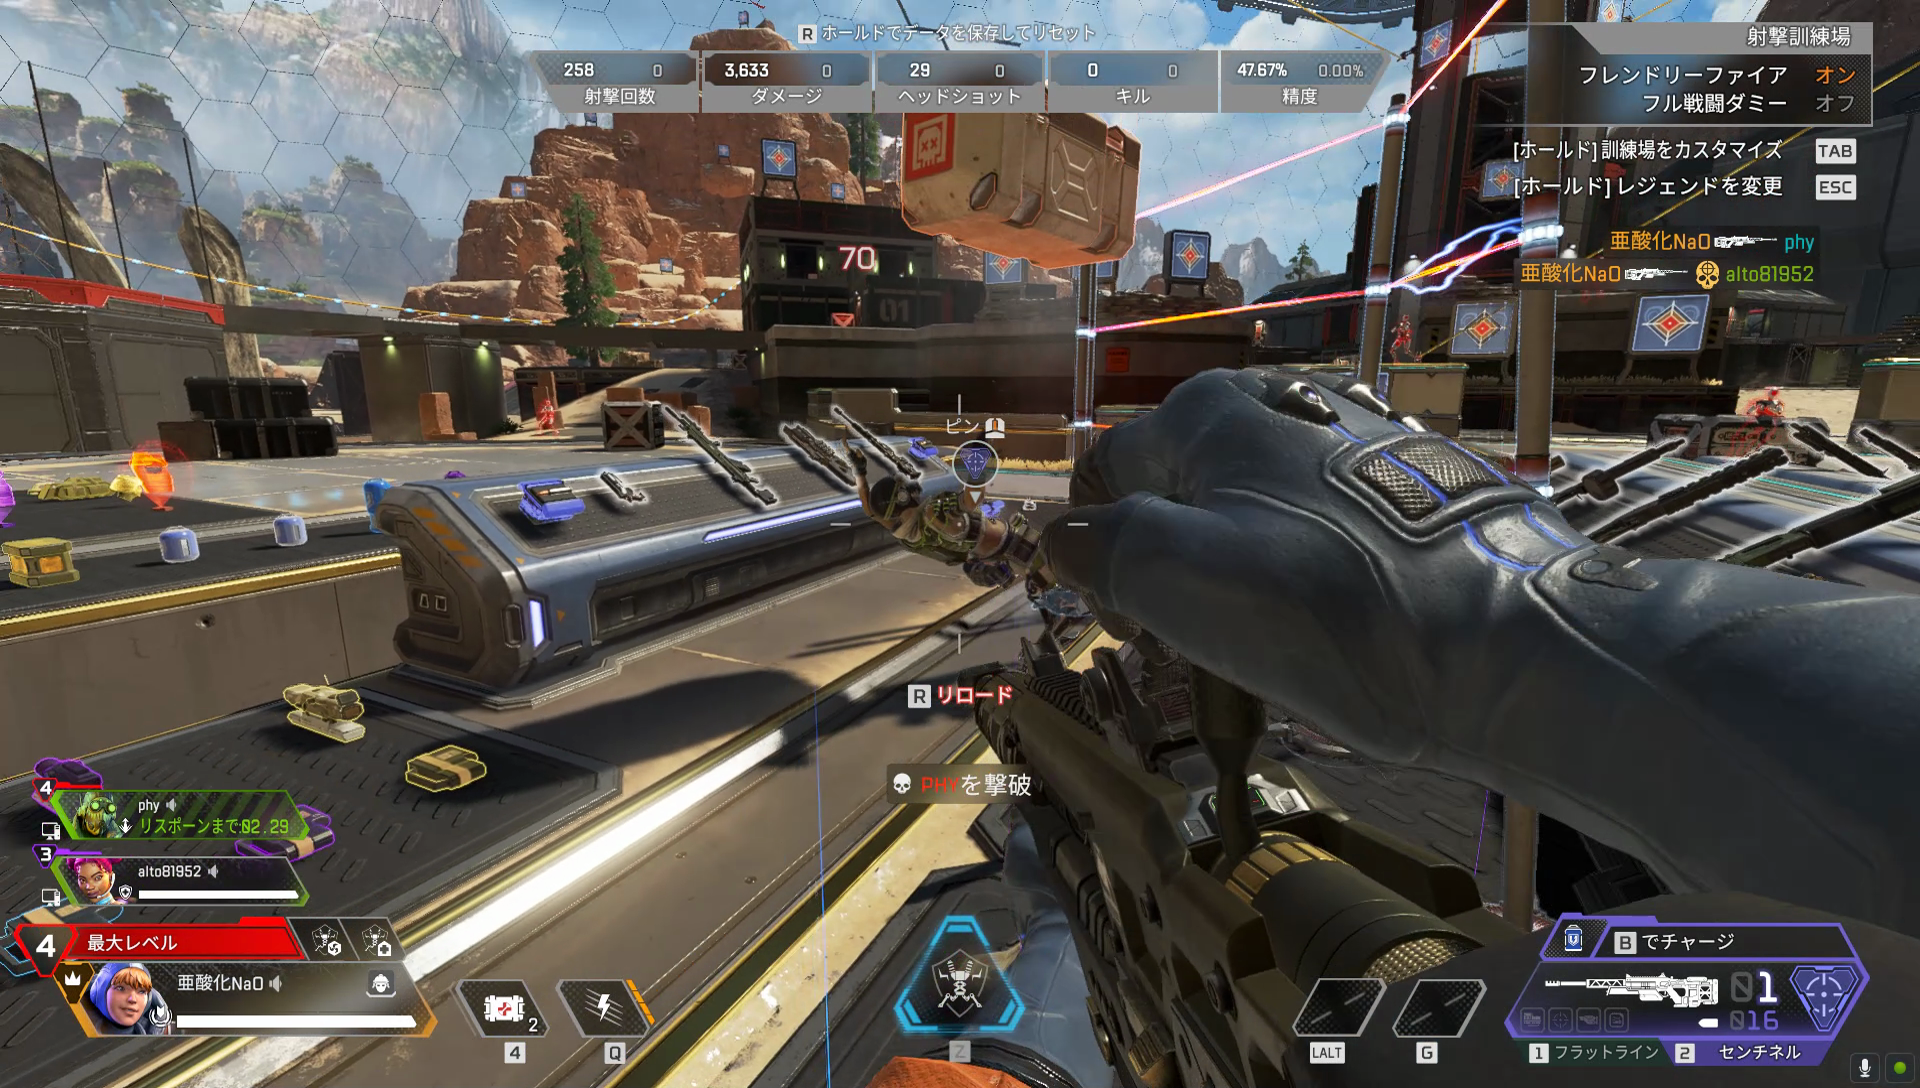 R ホールドでデータを保存してリセット
258 0 3,633 0 29 0 0 0 47.67% 0.00%
射撃回数 ダメージ ヘッドショット キル 精度
射撃訓練場
フレンドリーファイア オン
フル戦闘ダミー オフ
[ホールド]訓練場をカスタマイズ TAB
[ホールド]レジェンドを変更 ESC
亜酸化NaO phy
亜酸化NaO alto81952
70
01
ピン
R リロード
PHYを撃破
4
phy
リスポーンまで:02.29
3
alto81952
4 最大レベル
亜酸化NaO
2
4 Q Z LALT G
B でチャージ
01
016
1 フラットライン 2 センチネル